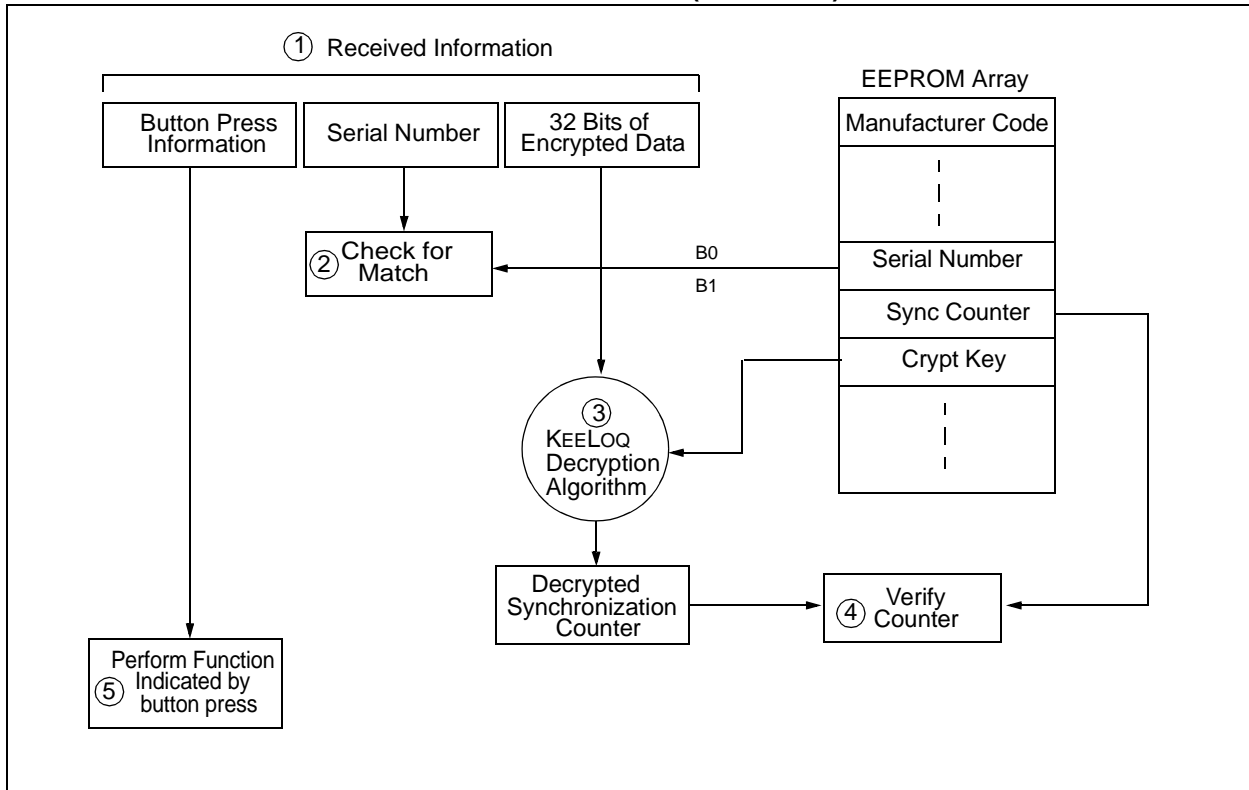 ① Received Information
EEPROM Array
Button Press
Information
Serial Number
32 Bits of
Encrypted Data
Manufacturer Code
② Check for
Match
B0
B1
Serial Number
Sync Counter
Crypt Key
③
KEELOQ
Decryption
Algorithm
Decrypted
Synchronization
Counter
④ Verify
Counter
Perform Function
⑤ Indicated by
button press